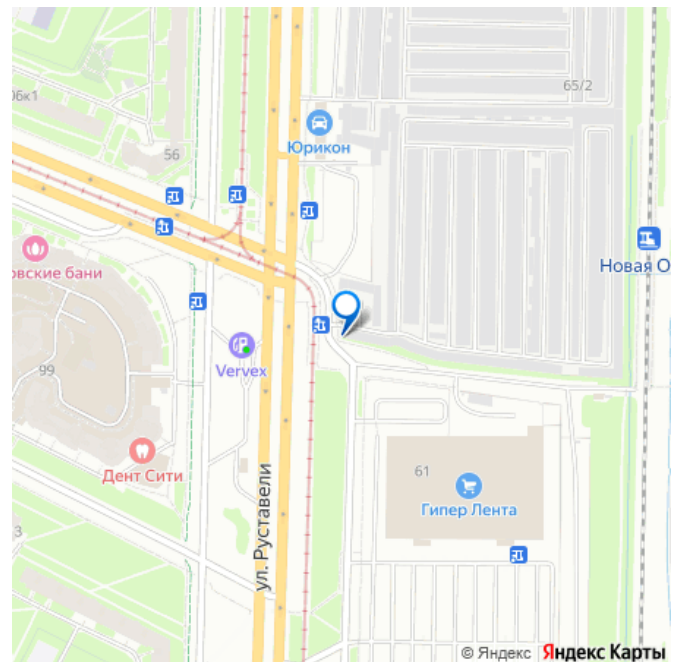 65/2
06к1
Юрикон
56
Новая О
овские бани
Vervex
99
61
Дент Сити
Гипер Лента
3
ул. Руставели
© Яндекс Яндекс Карты